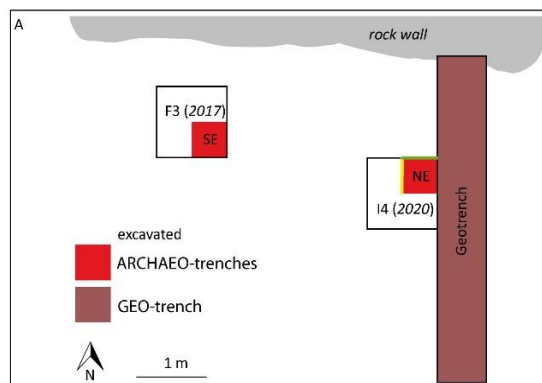 A
rock wall
F3 (2017)
SE
NE
I4 (2020)
Geotrench
excavated
ARCHAEO-trenches
GEO-trench
N
1 m